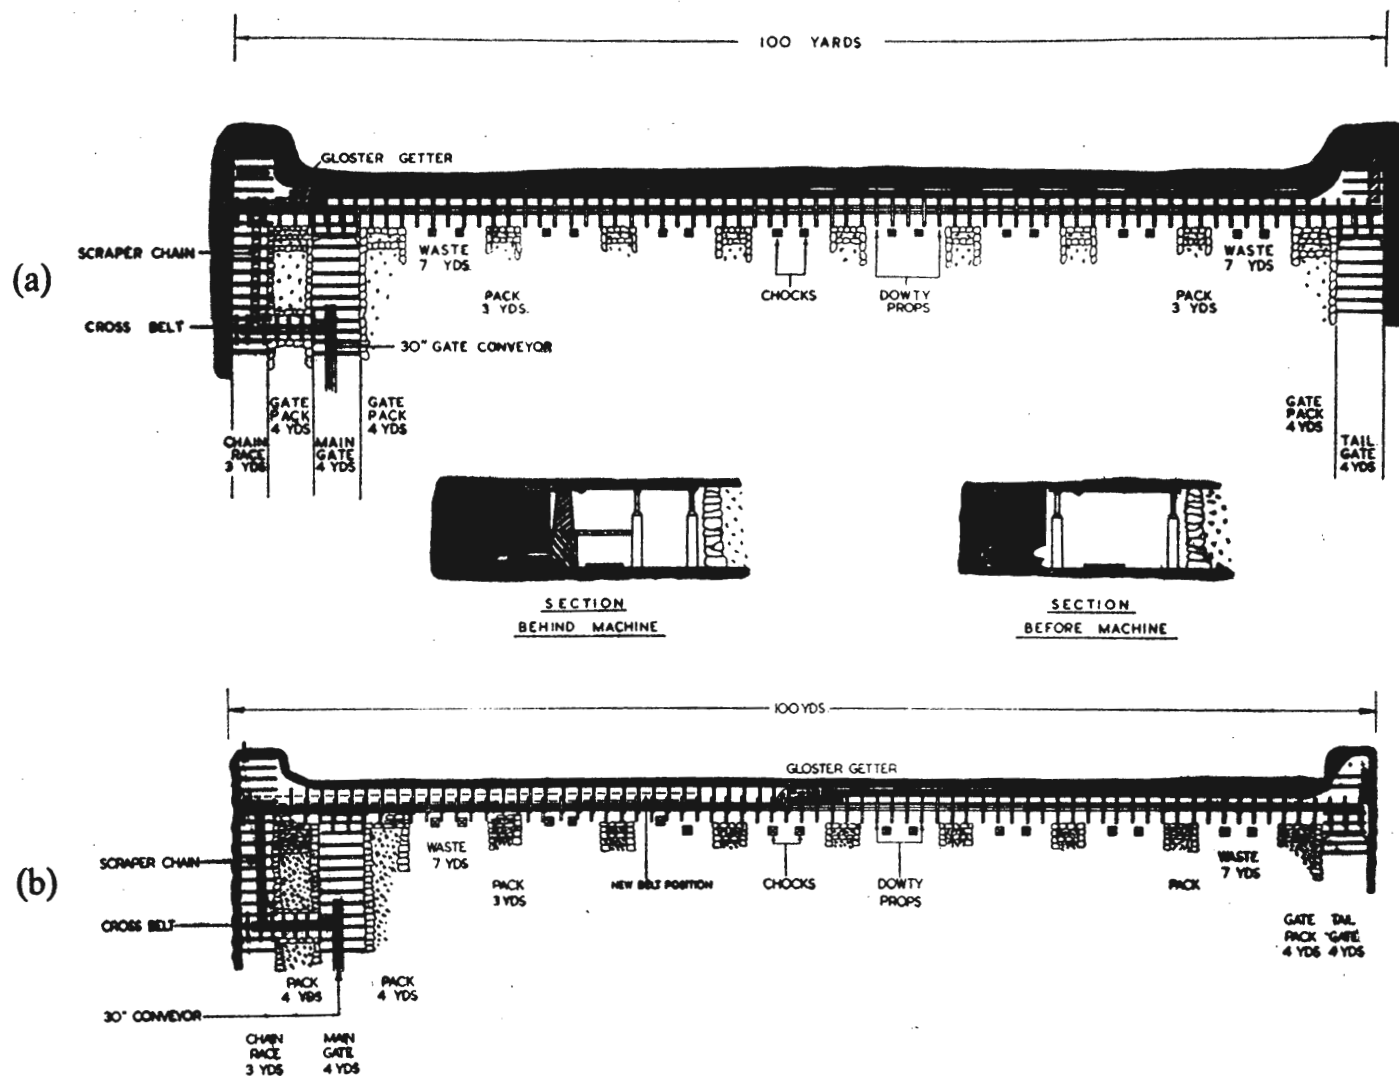 100 YARDS
GLOSTER GETTER
(a)
SCRAPER CHAIN
WASTE
7 YDS.
WASTE
7 YDS.
PACK
3 YDS.
CHOCKS
DOWTY
PROPS
PACK
3 YDS
CROSS BELT
30" GATE CONVEYOR
GATE
PACK
4 YDS
GATE
PACK
4 YDS
GATE
PACK
4 YDS
CHAIN
RACE
3 YDS
MAIN
GATE
4 YDS
TAIL
GATE
4 YDS
SECTION
BEHIND MACHINE
SECTION
BEFORE MACHINE
100 YDS.
GLOSTER GETTER
(b)
SCRAPER CHAIN
WASTE
7 YDS
WASTE
7 YDS
PACK
3 YDS
NEW BELT POSITION
CHOCKS
DOWTY
PROPS
PACK
CROSS BELT
GATE
PACK
4 YDS
TAIL
GATE
4 YDS
PACK
4 YDS
PACK
4 YDS
30" CONVEYOR
CHAIN
RACE
3 YDS
MAIN
GATE
4 YDS